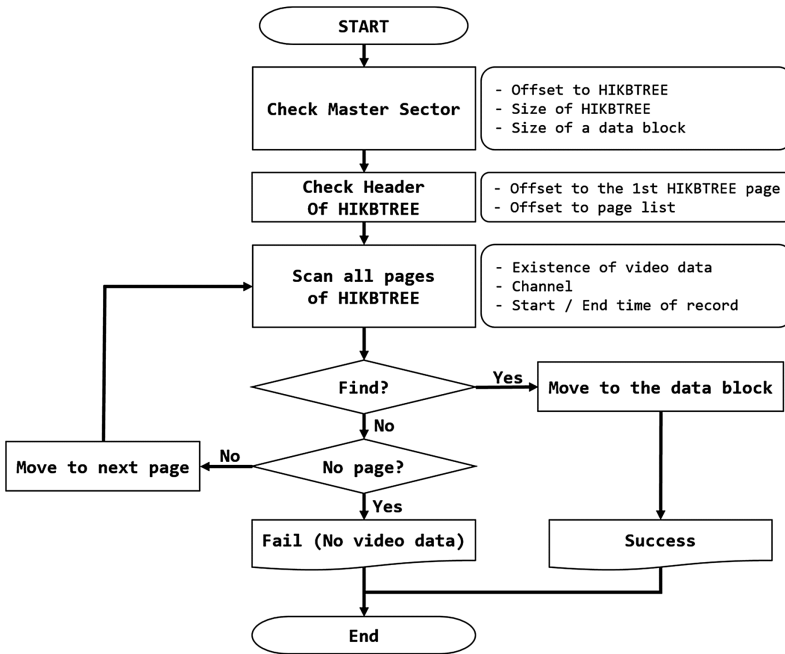 START
Check Master Sector
- Offset to HIKBTREE
- Size of HIKBTREE
- Size of a data block
Check Header
Of HIKBTREE
- Offset to the 1st HIKBTREE page
- Offset to page list
Scan all pages
of HIKBTREE
- Existence of video data
- Channel
- Start / End time of record
Find?
Yes
Move to the data block
No
Move to next page
No
No page?
Yes
Fail (No video data)
Success
End